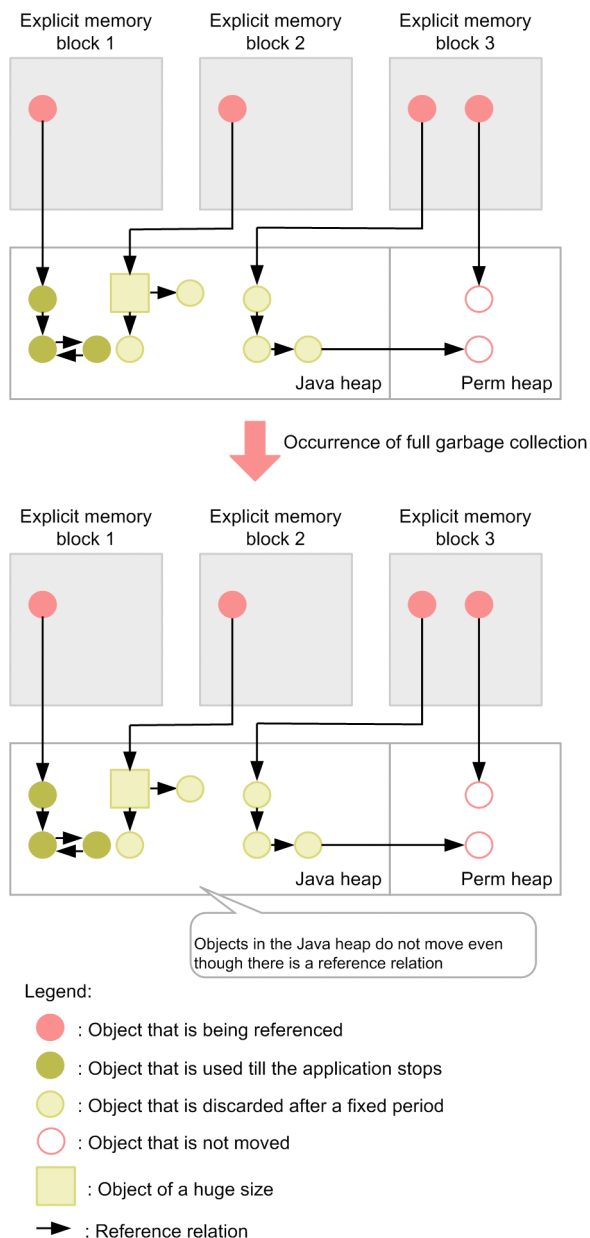 Explicit memory
block 1
Explicit memory
block 2
Explicit memory
block 3
Java heap
Perm heap
Occurrence of full garbage collection
Explicit memory
block 1
Explicit memory
block 2
Explicit memory
block 3
Java heap
Perm heap
Objects in the Java heap do not move even
though there is a reference relation
Legend:
: Object that is being referenced
: Object that is used till the application stops
: Object that is discarded after a fixed period
: Object that is not moved
: Object of a huge size
: Reference relation